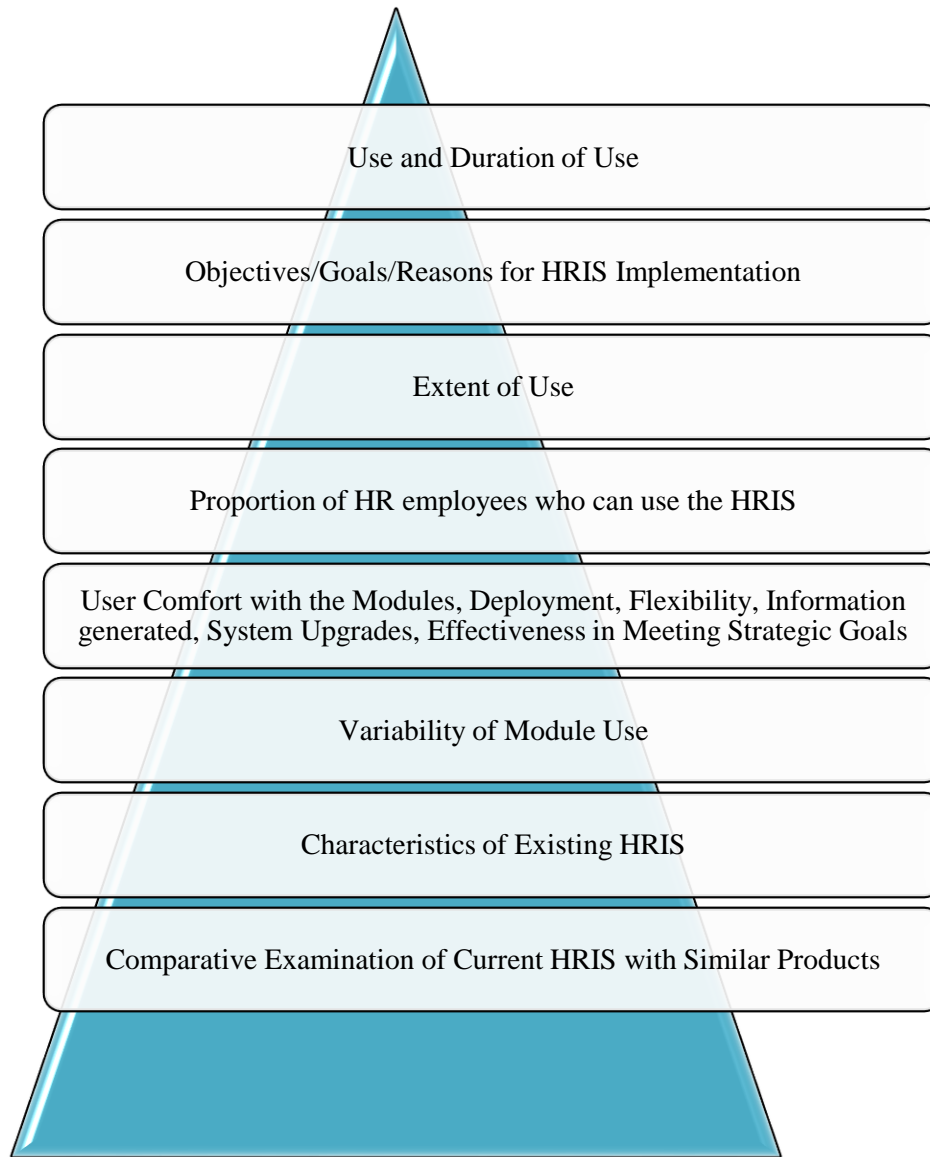 Use and Duration of Use
Objectives/Goals/Reasons for HRIS Implementation
Extent of Use
Proportion of HR employees who can use the HRIS
User Comfort with the Modules, Deployment, Flexibility, Information
generated, System Upgrades, Effectiveness in Meeting Strategic Goals
Variability of Module Use
Characteristics of Existing HRIS
Comparative Examination of Current HRIS with Similar Products